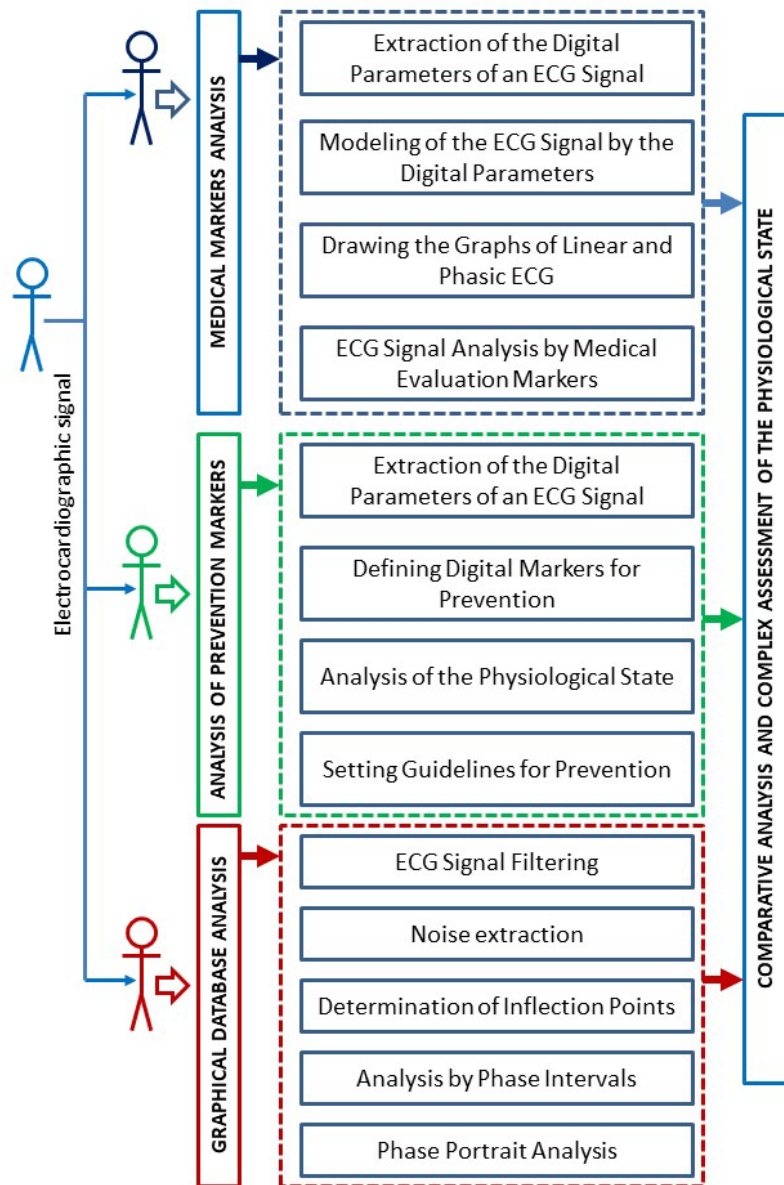 Electrocardiographic signal
MEDICAL MARKERS ANALYSIS
Extraction of the Digital
Parameters of an ECG Signal
Modeling of the ECG Signal by the
Digital Parameters
Drawing the Graphs of Linear and
Phasic ECG
ECG Signal Analysis by Medical
Evaluation Markers
ANALYSIS OF PREVENTION MARKERS
Extraction of the Digital
Parameters of an ECG Signal
Defining Digital Markers for
Prevention
Analysis of the Physiological State
Setting Guidelines for Prevention
GRAPHICAL DATABASE ANALYSIS
ECG Signal Filtering
Noise extraction
Determination of Inflection Points
Analysis by Phase Intervals
Phase Portrait Analysis
COMPARATIVE ANALYSIS AND COMPLEX ASSESSMENT OF THE PHYSIOLOGICAL STATE